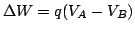 ΔW = q(V_A − V_B)